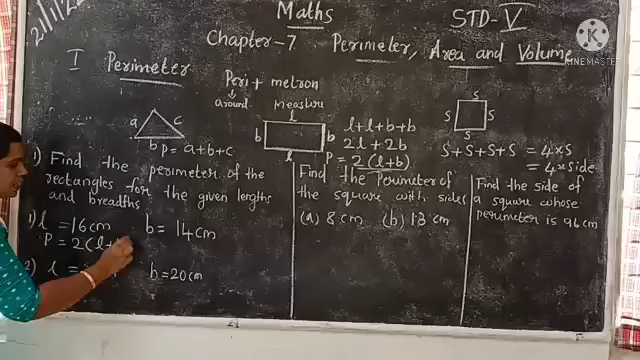 21/1/22
Maths
STD-V
Chapter-7 Perimeter, Area and Volume
KINEMASTER
I Perimeter
Peri + metron
around. Measure
a c
b
P = a+b+c
l
b b
l
l+l+b+b
2l + 2b
P = 2(l+b)
S
S S
S
S+S+S+S = 4×S
= 4×side
1) Find the perimeter of the
rectangles for the given lengths
and breadths
1) l = 16cm b = 14cm
P = 2(l+
2) l = b = 20cm
Find the Perimeter of
the square with sides
(a) 8 cm (b) 13 cm
Find the side of
a square whose
perimeter is 96 cm